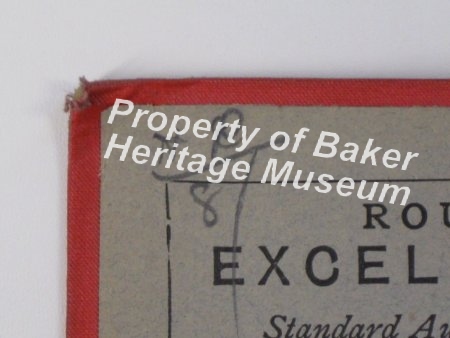 Property of Baker
Heritage Museum
ROU
EXCEL
Standard Au